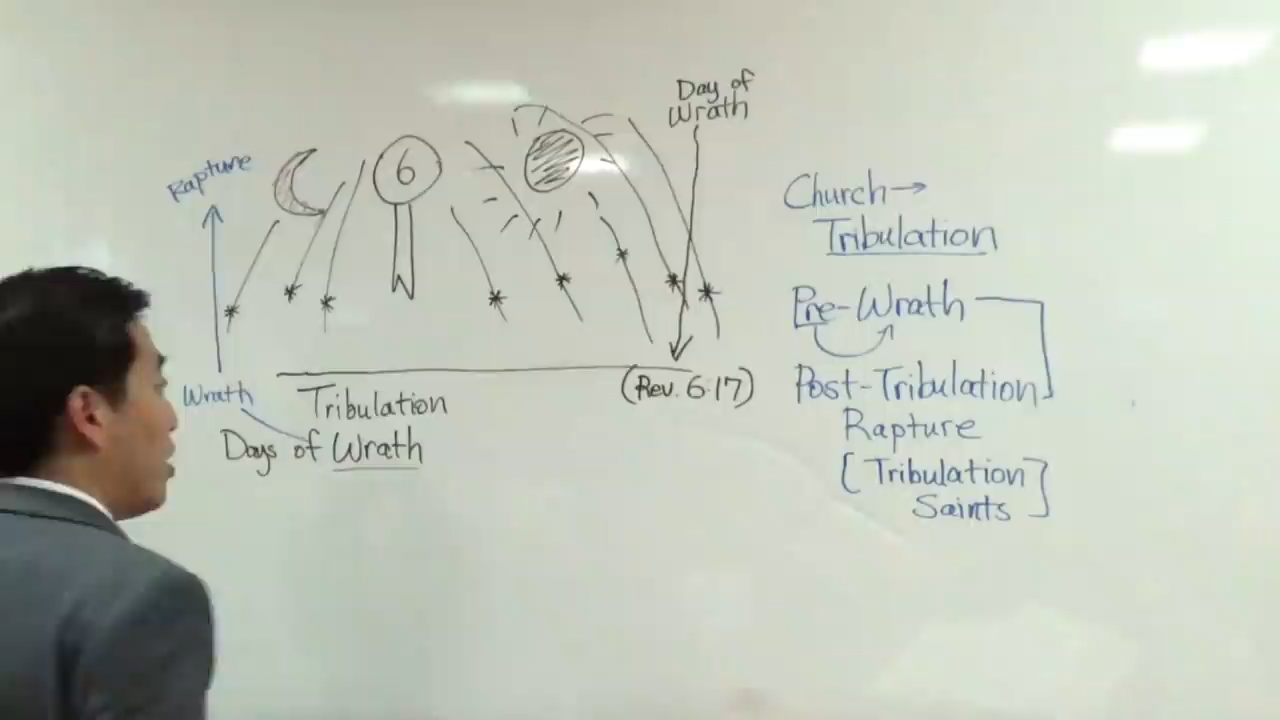 Rapture
6
Day of
Wrath
Wrath
Tribulation
Days of Wrath
(Rev. 6:17)
Church→
Tribulation
Pre-Wrath
Post-Tribulation
Rapture
[Tribulation
Saints]